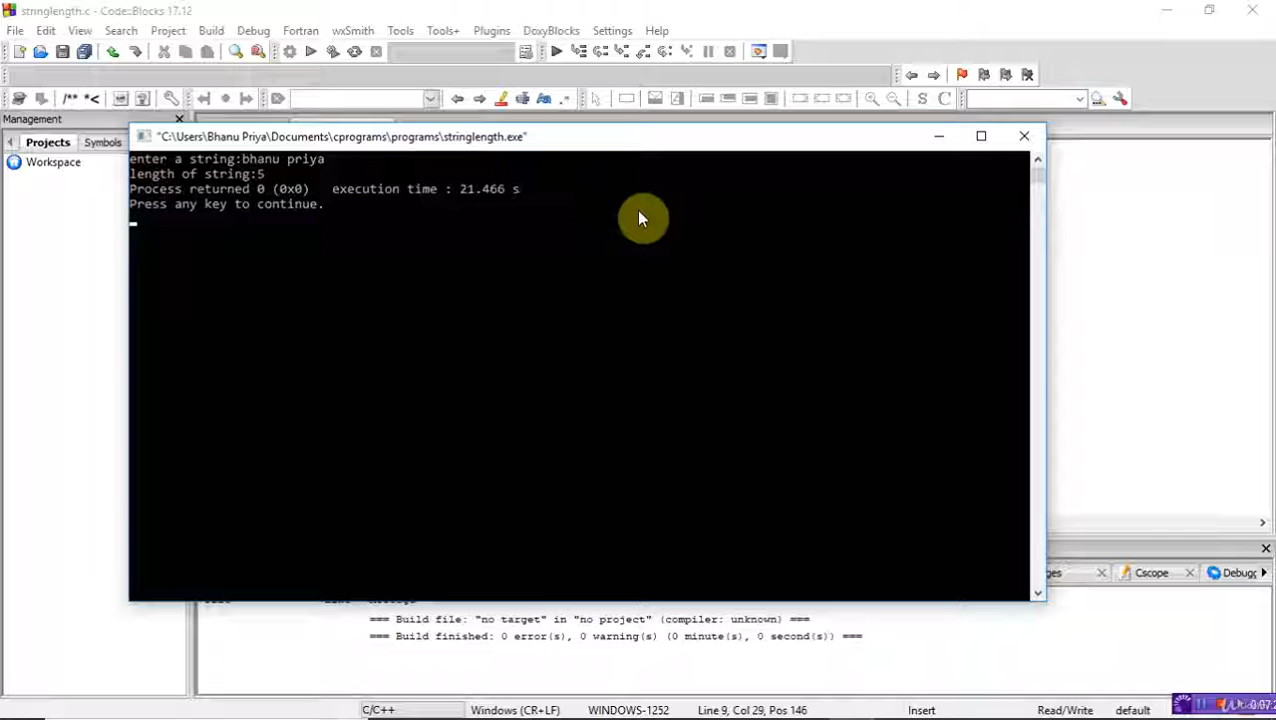 stringlength.c - Code::Blocks 17.12
File Edit View Search Project Build Debug Fortran wxSmith Tools Tools+ Plugins DoxyBlocks Settings Help
/** *<
S C
Management
Projects Symbols
Workspace
"C:\Users\Bhanu Priya\Documents\cprograms\programs\stringlength.exe"
enter a string:bhanu priya
length of string:5
Process returned 0 (0x0) execution time : 21.466 s
Press any key to continue.
Cscope Debugg
=== Build file: "no target" in "no project" (compiler: unknown) ===
=== Build finished: 0 error(s), 0 warning(s) (0 minute(s), 0 second(s)) ===
C/C++ Windows (CR+LF) WINDOWS-1252 Line 9, Col 29, Pos 146 Insert Read/Write default